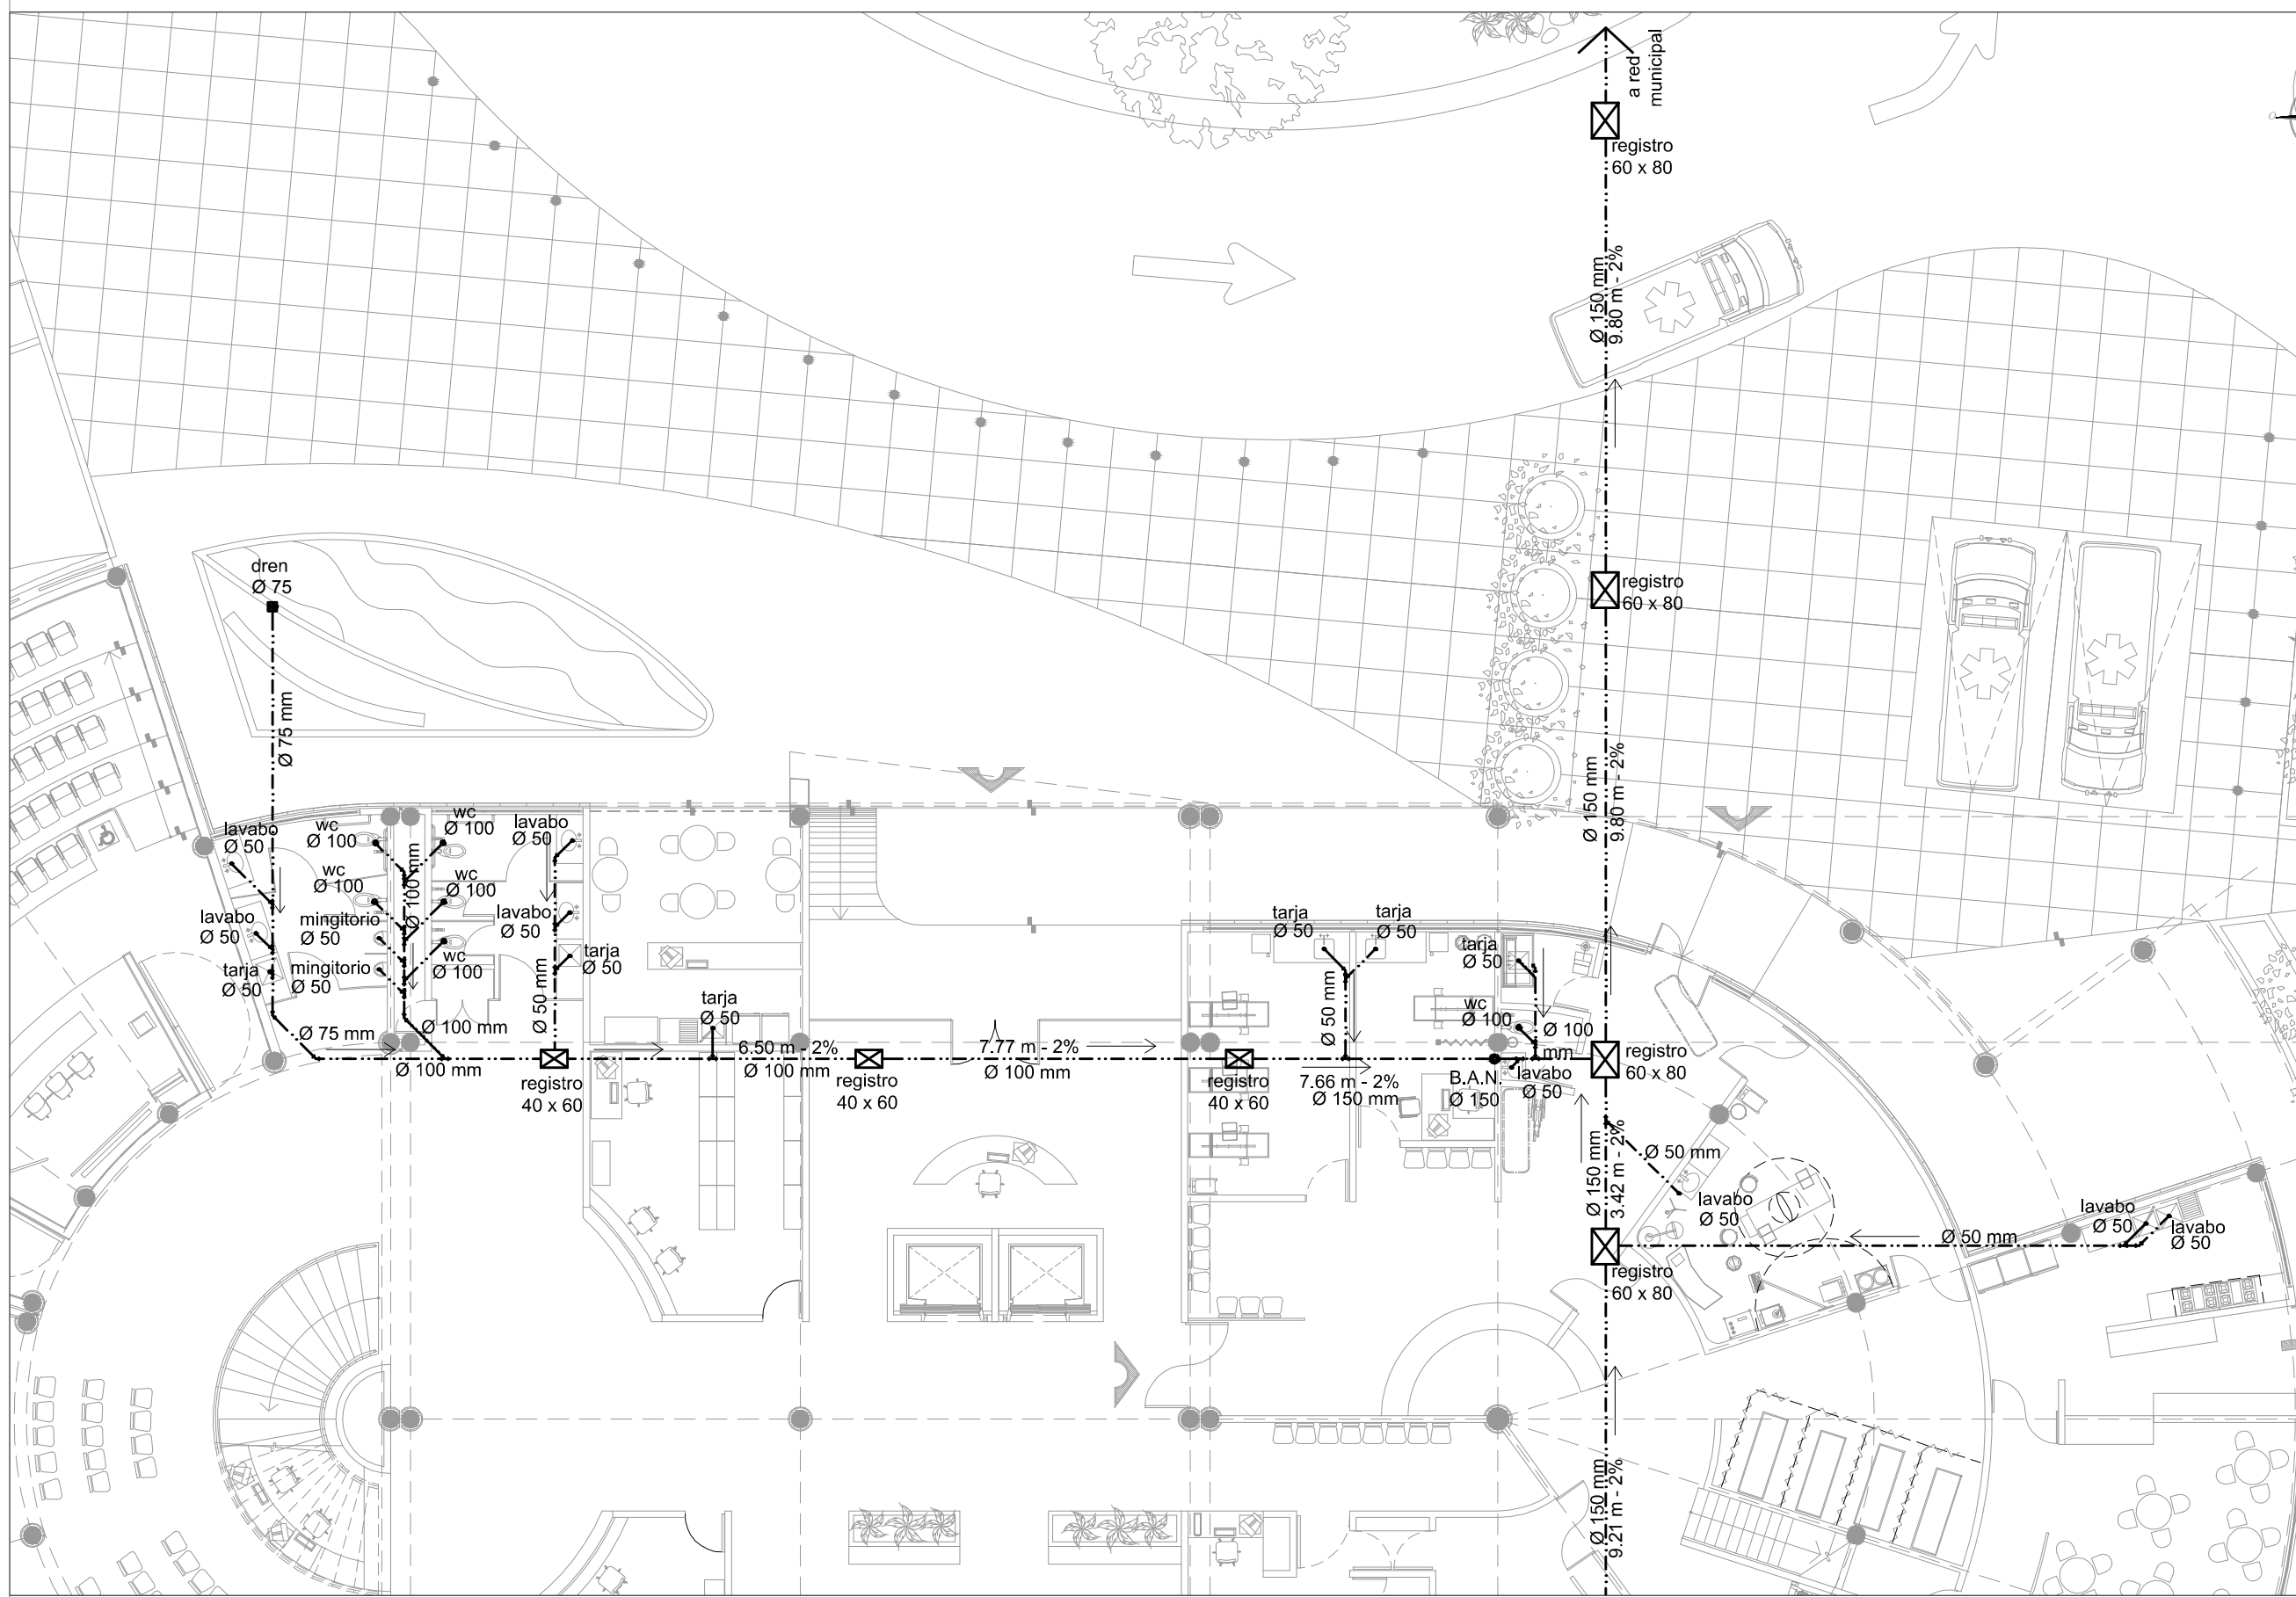 a red
municipal
registro
60 x 80
Ø 150 mm
9.80 m - 2%
registro
60 x 80
dren
Ø 75
Ø 75 mm
Ø 150 mm
9.80 m - 2%
lavabo
Ø 50
wc
Ø 100
wc
Ø 100
lavabo
Ø 50
Ø 100 mm
wc
Ø 100
wc
Ø 100
lavabo
Ø 50
mingitorio
Ø 50
lavabo
Ø 50
tarja
Ø 50
mingitorio
Ø 50
wc
Ø 100
tarja
Ø 50
Ø 50 mm
tarja
Ø 50
tarja
Ø 50
tarja
Ø 50
tarja
Ø 50
Ø 50 mm
wc
Ø 100
Ø 100
mm
Ø 75 mm
Ø 100 mm
Ø 100 mm
registro
40 x 60
6.50 m - 2%
Ø 100 mm
registro
40 x 60
7.77 m - 2%
Ø 100 mm
registro
40 x 60
7.66 m - 2%
Ø 150 mm
B.A.N.
Ø 150
lavabo
Ø 50
registro
60 x 80
Ø 150 mm
3.42 m - 2%
Ø 50 mm
lavabo
Ø 50
Ø 50 mm
lavabo
Ø 50
lavabo
Ø 50
registro
60 x 80
Ø 150 mm
9.21 m - 2%